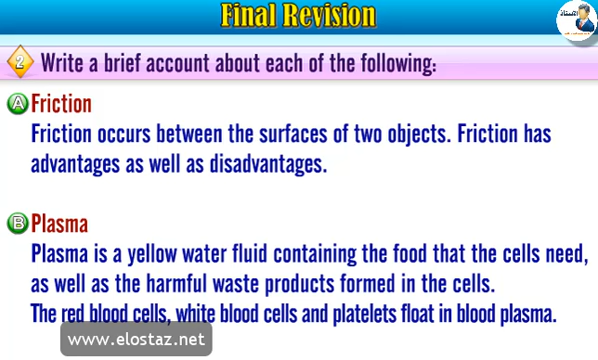 Final Revision
الأستاذ
2 Write a brief account about each of the following:
A Friction
Friction occurs between the surfaces of two objects. Friction has
advantages as well as disadvantages.
B Plasma
Plasma is a yellow water fluid containing the food that the cells need,
as well as the harmful waste products formed in the cells.
The red blood cells, white blood cells and platelets float in blood plasma.
www.elostaz.net